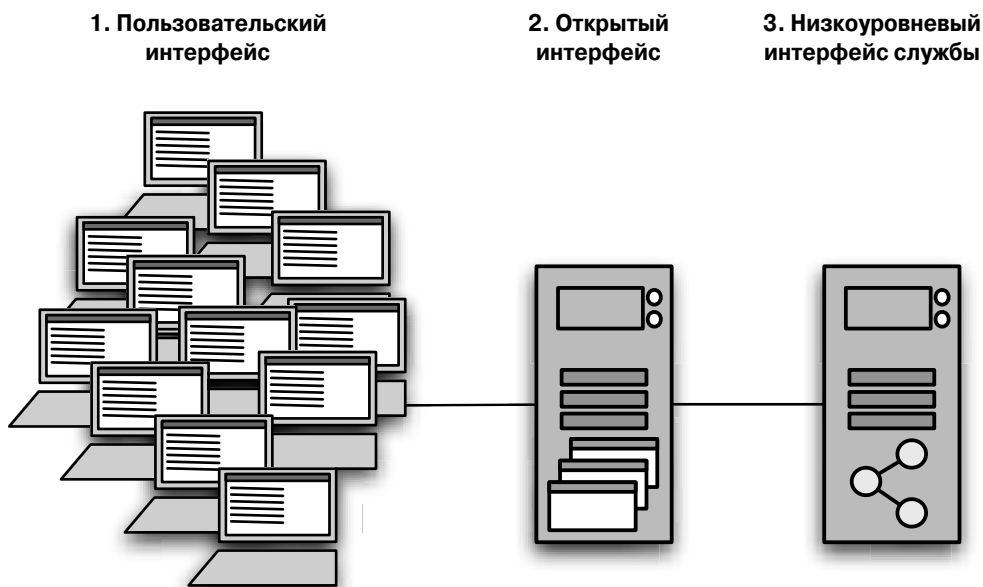 1. Пользовательский
интерфейс
2. Открытый
интерфейс
3. Низкоуровневый
интерфейс службы